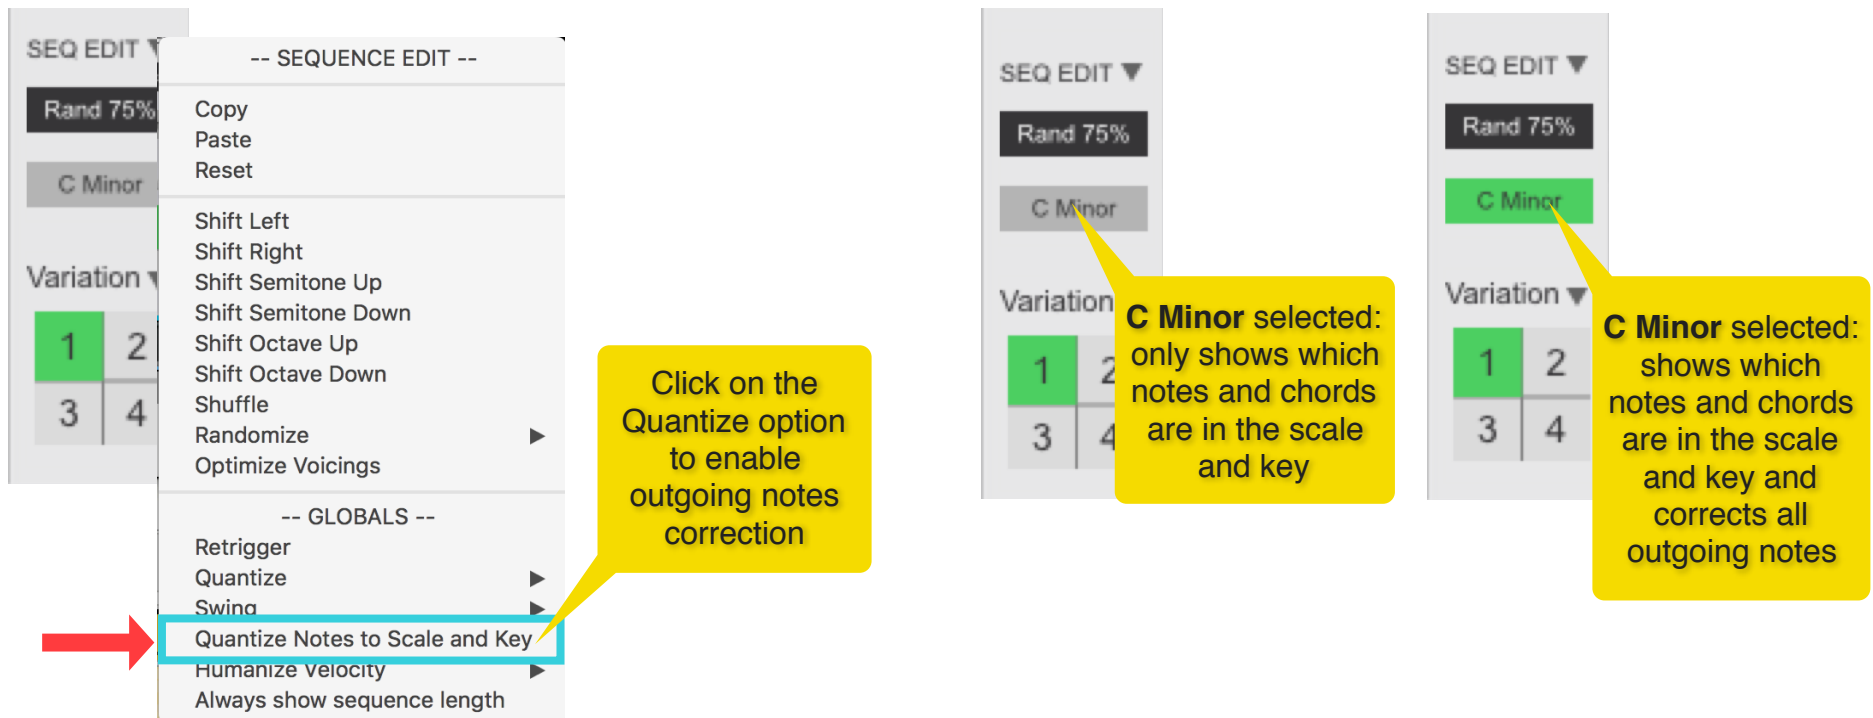 SEQ EDIT ▼
Rand 75%
C Minor
Variation ▼
1 2
3 4
-- SEQUENCE EDIT --
Copy
Paste
Reset
Shift Left
Shift Right
Shift Semitone Up
Shift Semitone Down
Shift Octave Up
Shift Octave Down
Shuffle
Randomize ▶
Optimize Voicings
-- GLOBALS --
Retrigger
Quantize ▶
Swing ▶
Quantize Notes to Scale and Key
Humanize Velocity ▶
Always show sequence length
Click on the
Quantize option
to enable
outgoing notes
correction
SEQ EDIT ▼
Rand 75%
C Minor
Variation
1 2
3 4
C Minor selected:
only shows which
notes and chords
are in the scale
and key
SEQ EDIT ▼
Rand 75%
C Minor
Variation ▼
1 2
3 4
C Minor selected:
shows which
notes and chords
are in the scale
and key and
corrects all
outgoing notes